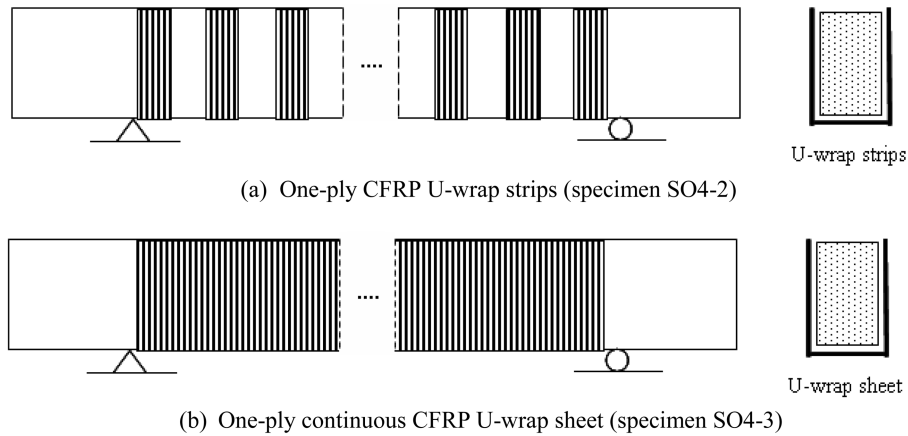 ....
U-wrap strips
(a) One-ply CFRP U-wrap strips (specimen SO4-2)
....
U-wrap sheet
(b) One-ply continuous CFRP U-wrap sheet (specimen SO4-3)